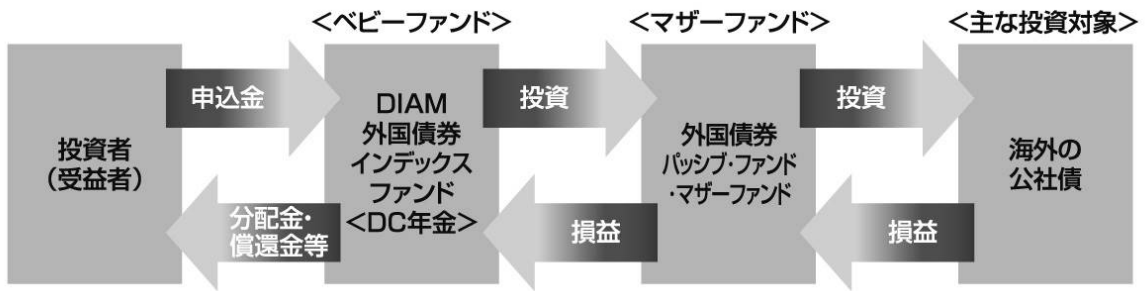 <ベビーファンド>
<マザーファンド>
<主な投資対象>
投資者
(受益者)
申込金
分配金・
償還金等
DIAM
外国債券
インデックス
ファンド
<DC年金>
投資
損益
外国債券
パッシブ・ファンド
・マザーファンド
投資
損益
海外の
公社債